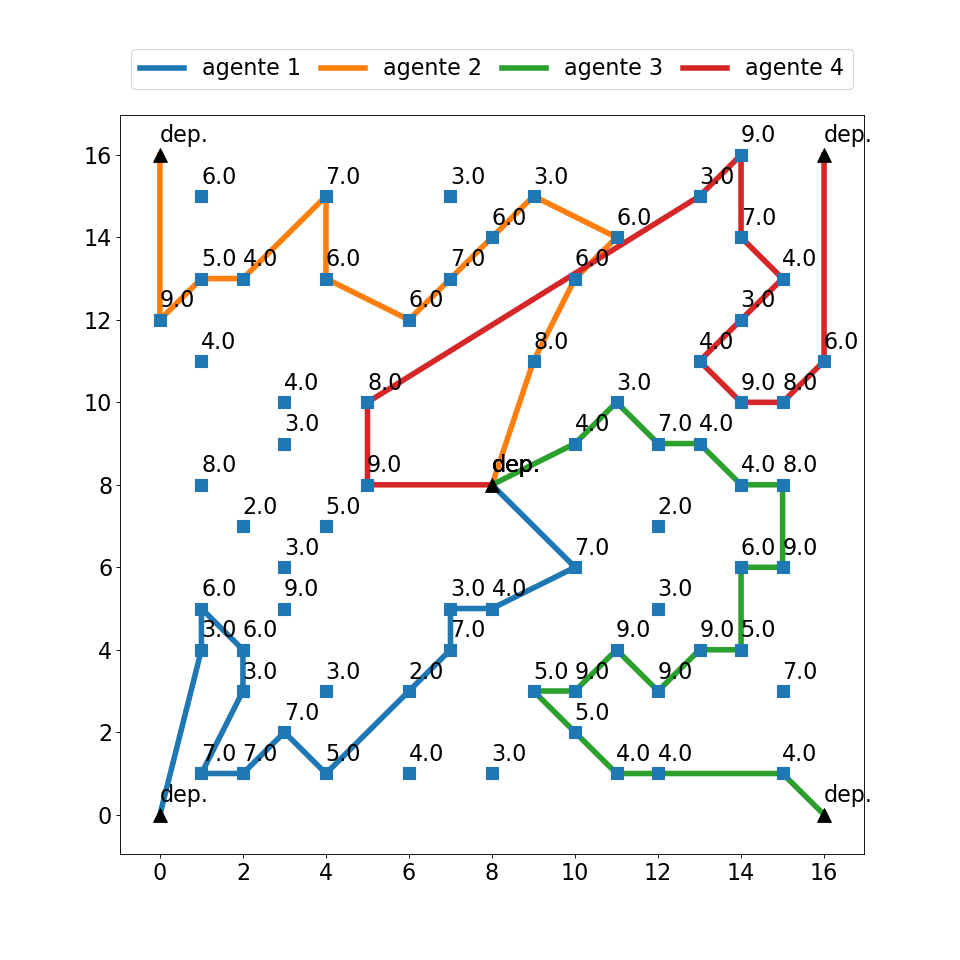 agente 1 agente 2 agente 3 agente 4
9.0
dep. dep.
16
6.0 7.0 3.0 3.0 3.0
6.0 6.0
14 7.0
5.0 4.0 6.0 7.0 6.0 4.0
9.0 6.0 3.0
12
4.0 8.0 4.0 6.0
4.0 8.0 3.0 9.0 8.0
10
3.0 4.0 7.0 4.0
8.0 9.0 dep. dep. 4.0 8.0
8
2.0 5.0 2.0
3.0 7.0 6.0 9.0
6
6.0 9.0 3.0 4.0 3.0
3.0 6.0 7.0 9.0 9.0 5.0
4
3.0 3.0 2.0 5.0 9.0 9.0 7.0
7.0 5.0
2
7.0 7.0 5.0 4.0 3.0 4.0 4.0 4.0
dep. dep.
0
0 2 4 6 8 10 12 14 16